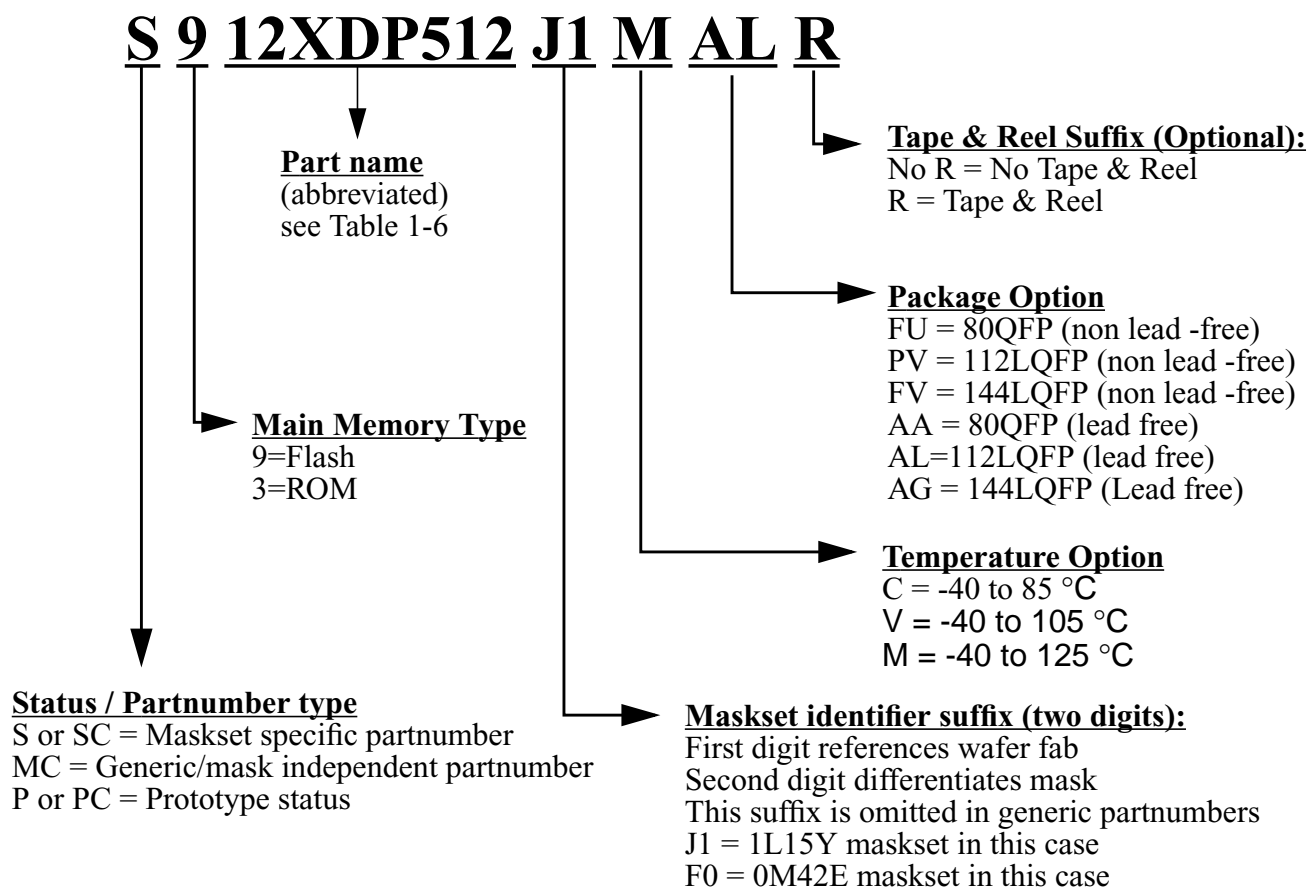 S 9 12XDP512 J1 M AL R
Tape & Reel Suffix (Optional):
No R = No Tape & Reel
R = Tape & Reel
Part name
(abbreviated)
see Table 1-6
Package Option
FU = 80QFP (non lead -free)
PV = 112LQFP (non lead -free)
FV = 144LQFP (non lead -free)
AA = 80QFP (lead free)
AL=112LQFP (lead free)
AG = 144LQFP (Lead free)
Main Memory Type
9=Flash
3=ROM
Temperature Option
C = -40 to 85 °C
V = -40 to 105 °C
M = -40 to 125 °C
Status / Partnumber type
S or SC = Maskset specific partnumber
MC = Generic/mask independent partnumber
P or PC = Prototype status
Maskset identifier suffix (two digits):
First digit references wafer fab
Second digit differentiates mask
This suffix is omitted in generic partnumbers
J1 = 1L15Y maskset in this case
F0 = 0M42E maskset in this case